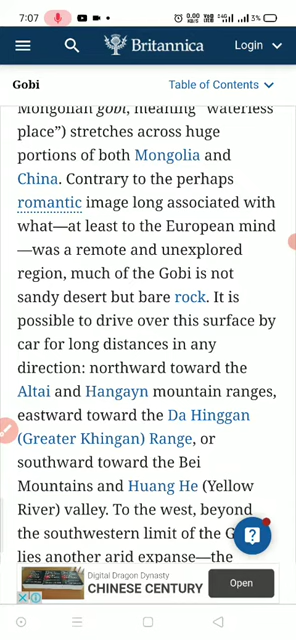 7:07
0.00 KB/S
4G
4G
3%
Britannica
Login
Gobi
Table of Contents
Mongolian gobi, meaning “waterless
place”) stretches across huge
portions of both Mongolia and
China. Contrary to the perhaps
romantic image long associated with
what—at least to the European mind
—was a remote and unexplored
region, much of the Gobi is not
sandy desert but bare rock. It is
possible to drive over this surface by
car for long distances in any
direction: northward toward the
Altai and Hangayn mountain ranges,
eastward toward the Da Hinggan
(Greater Khingan) Range, or
southward toward the Bei
Mountains and Huang He (Yellow
River) valley. To the west, beyond
the southwestern limit of the G
lies another arid expanse—the
Digital Dragon Dynasty
CHINESE CENTURY
Open